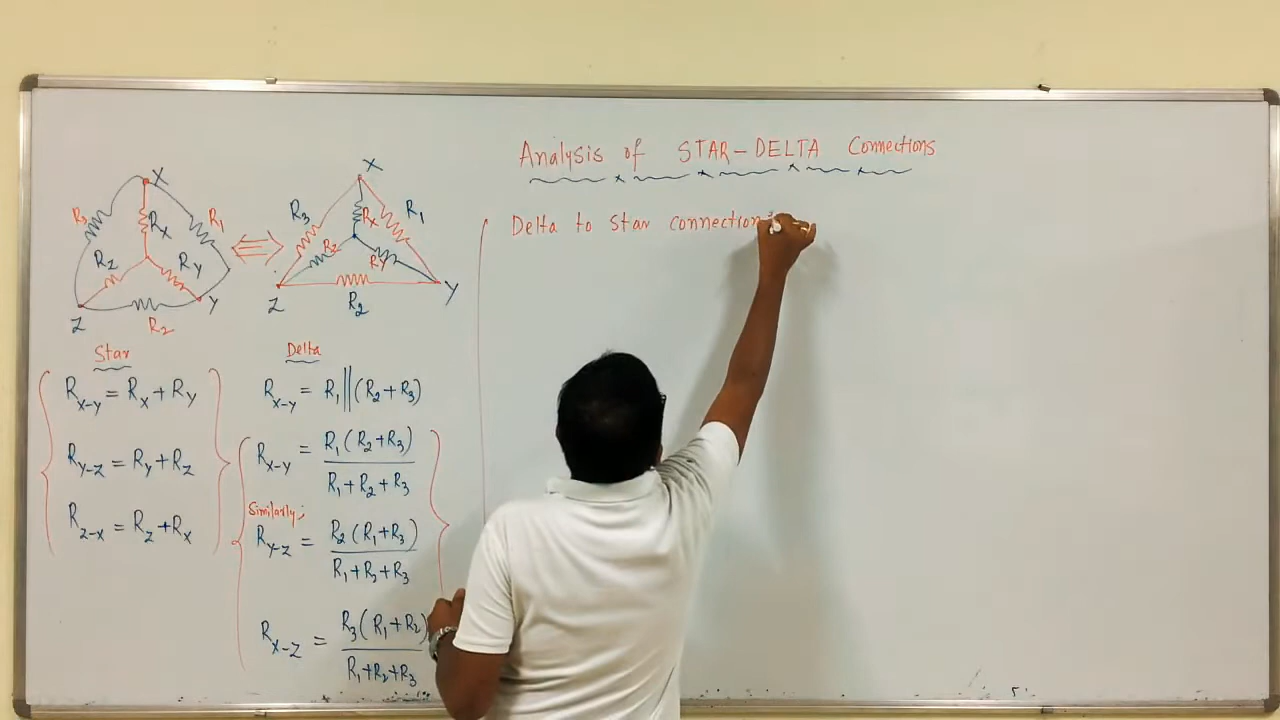 Analysis of STAR-DELTA Connections
X
R3
RX
R1
RZ
RY
Z
Y
R2
X
R3
RX
R1
RZ
RY
Z
Y
R2
Star
Rx-y = Rx + Ry
Ry-z = Ry + Rz
Rz-x = Rz + Rx
Delta
Rx-y = R1 || (R2 + R3)
Rx-y = R1 (R2 + R3) / R1 + R2 + R3
Similarly;
Ry-z = R2 (R1 + R3) / R1 + R2 + R3
Rx-z = R3 (R1 + R2) / R1 + R2 + R3
Delta to star connection